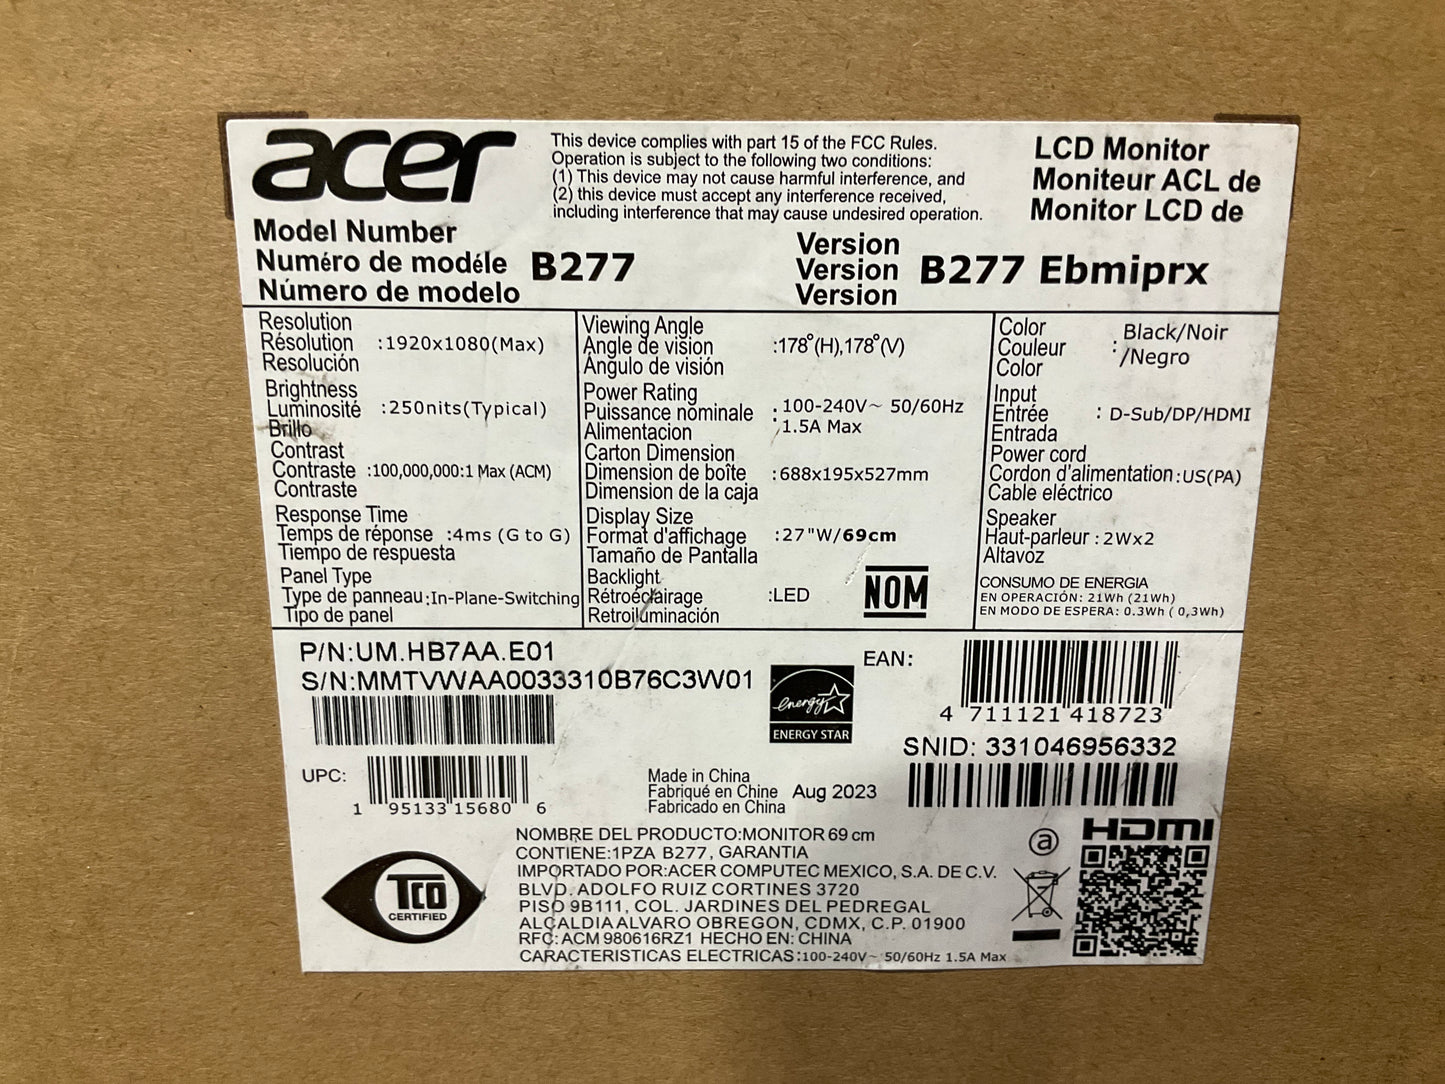 acer
This device complies with part 15 of the FCC Rules.
Operation is subject to the following two conditions:
(1) This device may not cause harmful interference, and
(2) this device must accept any interference received,
including interference that may cause undesired operation.
LCD Monitor
Moniteur ACL de
Monitor LCD de
Model Number
Numéro de modéle B277
Número de modelo
Version
Version B277 Ebmiprx
Version
Resolution
Résolution :1920x1080(Max)
Resolución
Brightness
Luminosité :250nits(Typical)
Brillo
Contrast
Contraste :100,000,000:1 Max (ACM)
Contraste
Response Time
Temps de réponse :4ms (G to G)
Tiempo de respuesta
Panel Type
Type de panneau:In-Plane-Switching
Tipo de panel
Viewing Angle
Angle de vision :178°(H),178°(V)
Ángulo de visión
Power Rating
Puissance nominale : 100-240V~ 50/60Hz
Alimentacion 1.5A Max
Carton Dimension
Dimension de boîte :688x195x527mm
Dimension de la caja
Display Size
Format d'affichage :27"W/69cm
Tamaño de Pantalla
Backlight
Rétroéclairage :LED
Retroiluminación
NOM
Color
Couleur : Black/Noir
Color /Negro
Input
Entrée : D-Sub/DP/HDMI
Entrada
Power cord
Cordon d'alimentation:US(PA)
Cable eléctrico
Speaker
Haut-parleur : 2Wx2
Altavoz
CONSUMO DE ENERGIA
EN OPERACIÓN: 21Wh (21Wh)
EN MODO DE ESPERA: 0.3Wh ( 0,3Wh)
P/N:UM.HB7AA.E01
S/N:MMTVWAA0033310B76C3W01
energy
ENERGY STAR
EAN:
4 711121 418723
SNID: 331046956332
UPC:
1 95133 15680 6
Made in China
Fabriqué en Chine Aug 2023
Fabricado en China
TCO
CERTIFIED
NOMBRE DEL PRODUCTO:MONITOR 69 cm
CONTIENE:1PZA B277, GARANTIA
IMPORTADO POR:ACER COMPUTEC MEXICO, S.A. DE C.V.
BLVD. ADOLFO RUIZ CORTINES 3720
PISO 9B111, COL. JARDINES DEL PEDREGAL
ALCALDIA ALVARO OBREGON, CDMX, C.P. 01900
RFC: ACM 980616RZ1 HECHO EN: CHINA
CARACTERISTICAS ELECTRICAS:100-240V~ 50/60Hz 1.5A Max
a
HDMI